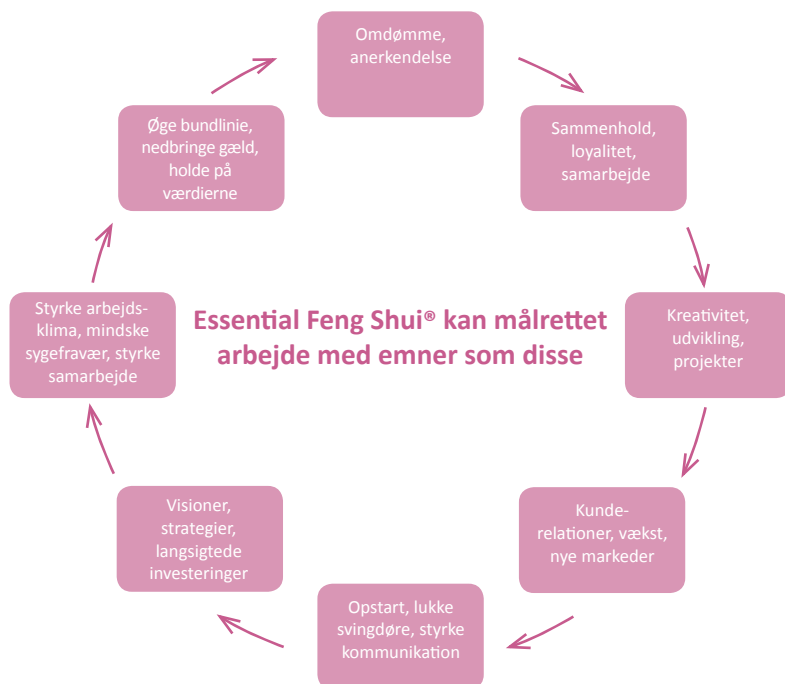 Omdømme,
anerkendelse
Sammenhold,
loyalitet,
samarbejde
Kreativitet,
udvikling,
projekter
Kunde-
relationer, vækst,
nye markeder
Opstart, lukke
svingdøre, styrke
kommunikation
Visioner,
strategier,
langsigtede
investeringer
Styrke arbejds-
klima, mindske
sygefravær, styrke
samarbejde
Øge bundlinie,
nedbringe gæld,
holde på
værdierne
Essential Feng Shui® kan målrettet
arbejde med emner som disse